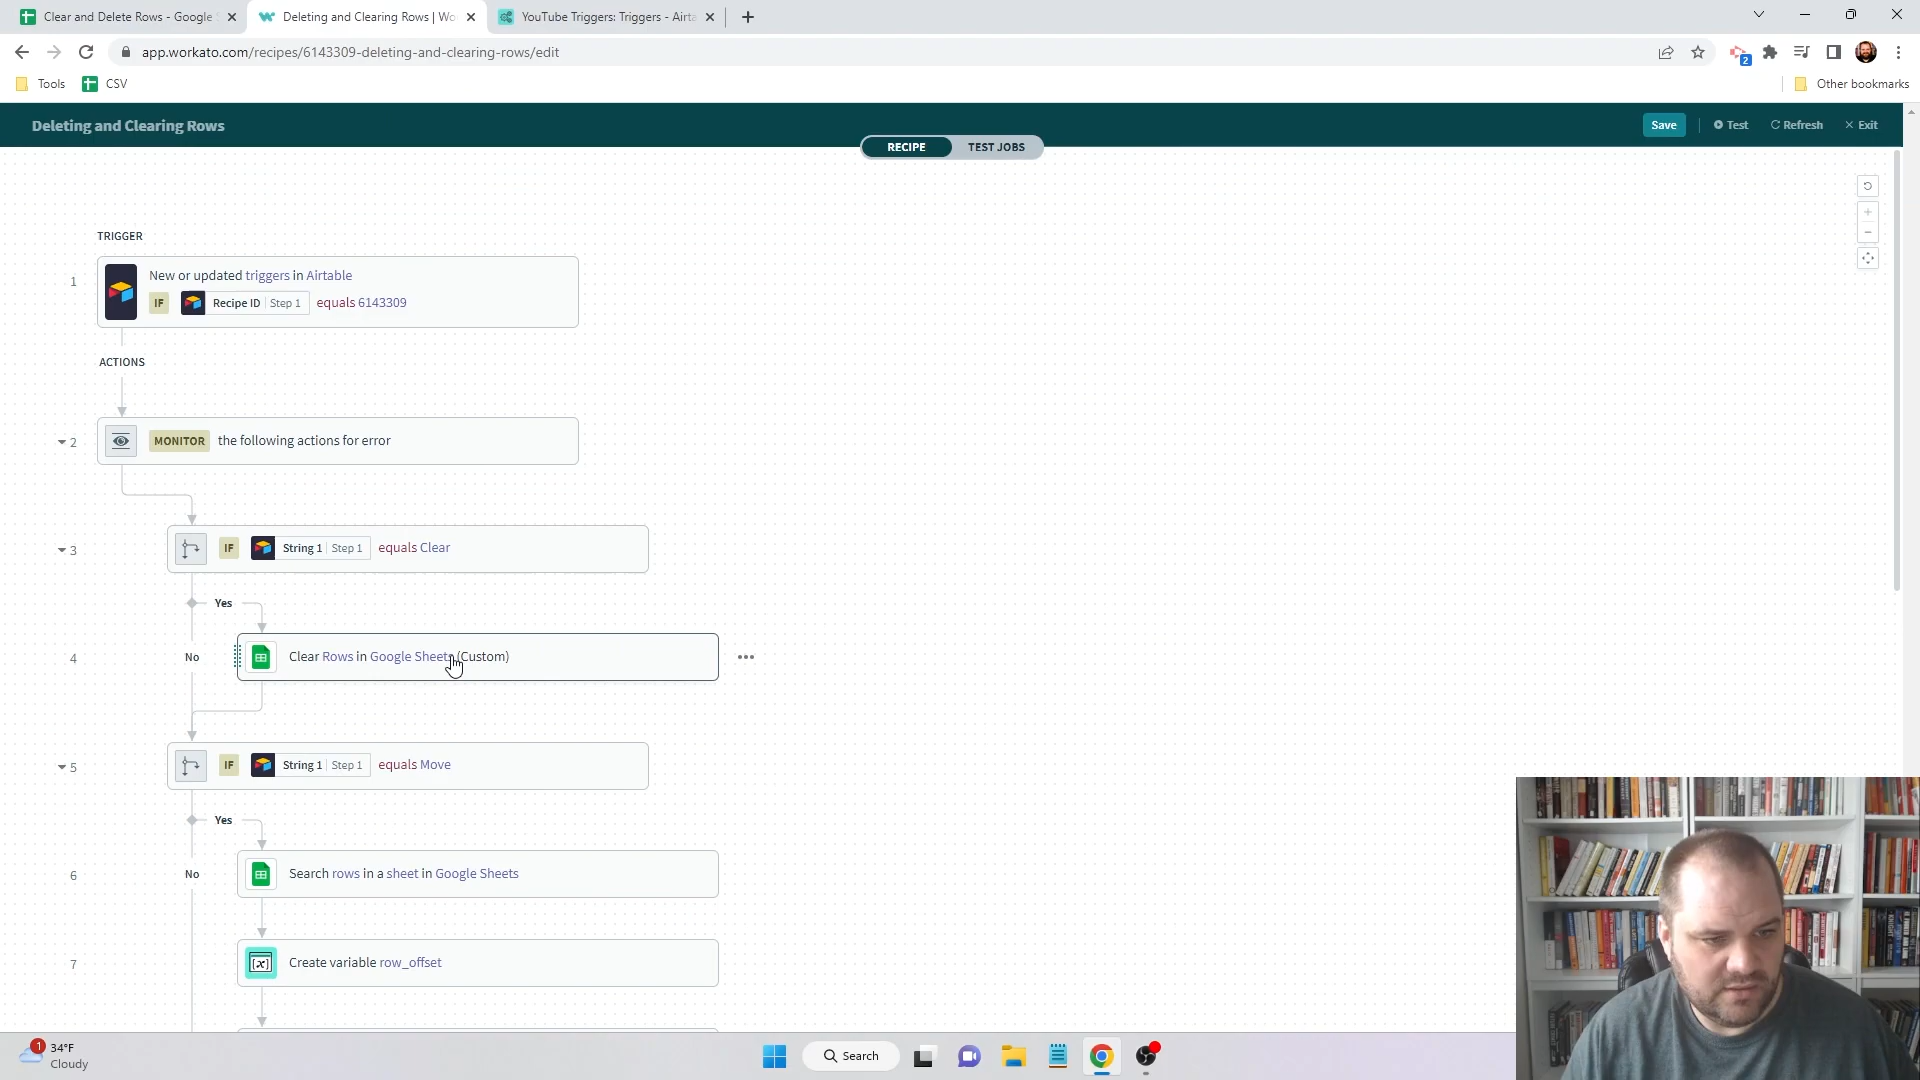 Clear and Delete Rows - Google S
Deleting and Clearing Rows | Wo
YouTube Triggers: Triggers - Airta
app.workato.com/recipes/6143309-deleting-and-clearing-rows/edit
2
Tools
CSV
Other bookmarks
Deleting and Clearing Rows
Save
Test
Refresh
Exit
RECIPE
TEST JOBS
TRIGGER
1
New or updated triggers in Airtable
IF Recipe ID | Step 1 equals 6143309
ACTIONS
2
MONITOR the following actions for error
3
IF String 1 | Step 1 equals Clear
Yes
4
No
Clear Rows in Google Sheets (Custom)
5
IF String 1 | Step 1 equals Move
Yes
6
No
Search rows in a sheet in Google Sheets
7
[x]
Create variable row_offset
1
34°F
Cloudy
Search